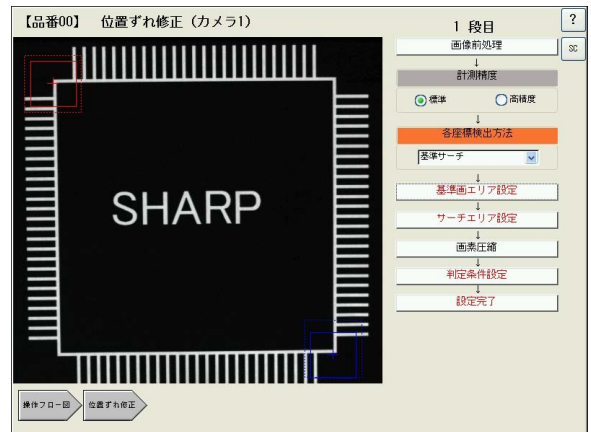 【品番00】 位置ずれ修正（カメラ1）
1 段目
?
SC
画像前処理
↓
計測精度
標準 高精度
↓
各座標検出方法
基準サーチ
↓
基準画エリア設定
↓
サーチエリア設定
↓
画素圧縮
↓
判定条件設定
↓
設定完了
SHARP
操作フロー図
位置ずれ修正